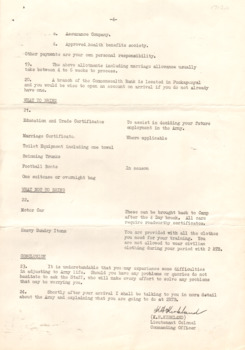 -4-
c. Assurance Company.
d. Approved health benefits society.
Other payments are your own personal responsibility.
19. The above allotments including marriage allowance usually
take between 4 to 6 weeks to process.
20. A branch of the Commonwealth Bank is located in Puckapunyal
and you would be wise to open an account on arrival if you do not already
have one.
WHAT TO BRING
21.
Education and Trade Certificates
To assist in deciding your future
employment in the Army.
Marriage Certificate
Where applicable
Toilet Equipment including one towel
Swimming Trunks
Football Boots
In season
One suitcase or overnight bag
WHAT NOT TO BRING
22.
Motor Car
These can be brought back to Camp
after the
All cars
require roadworthy certificates.
Heavy Sunday Items
You are provided with all the clothes
you need for your training. You are
not allowed to wear civilian
clothing during your period with 2 RTB.
CONCLUSION
23. It is understandable that you may experience some difficulties
in adjusting to Army life. Should you have any problems or queries do not
hesitate to ask the Staff, who will make every effort to solve any problems
that may be worrying you.
24. Shortly after your arrival I shall be talking to you in more detail
about the Army and explaining what you are going to do at 2RTB.
Lieutenant Colonel
Commanding Officer